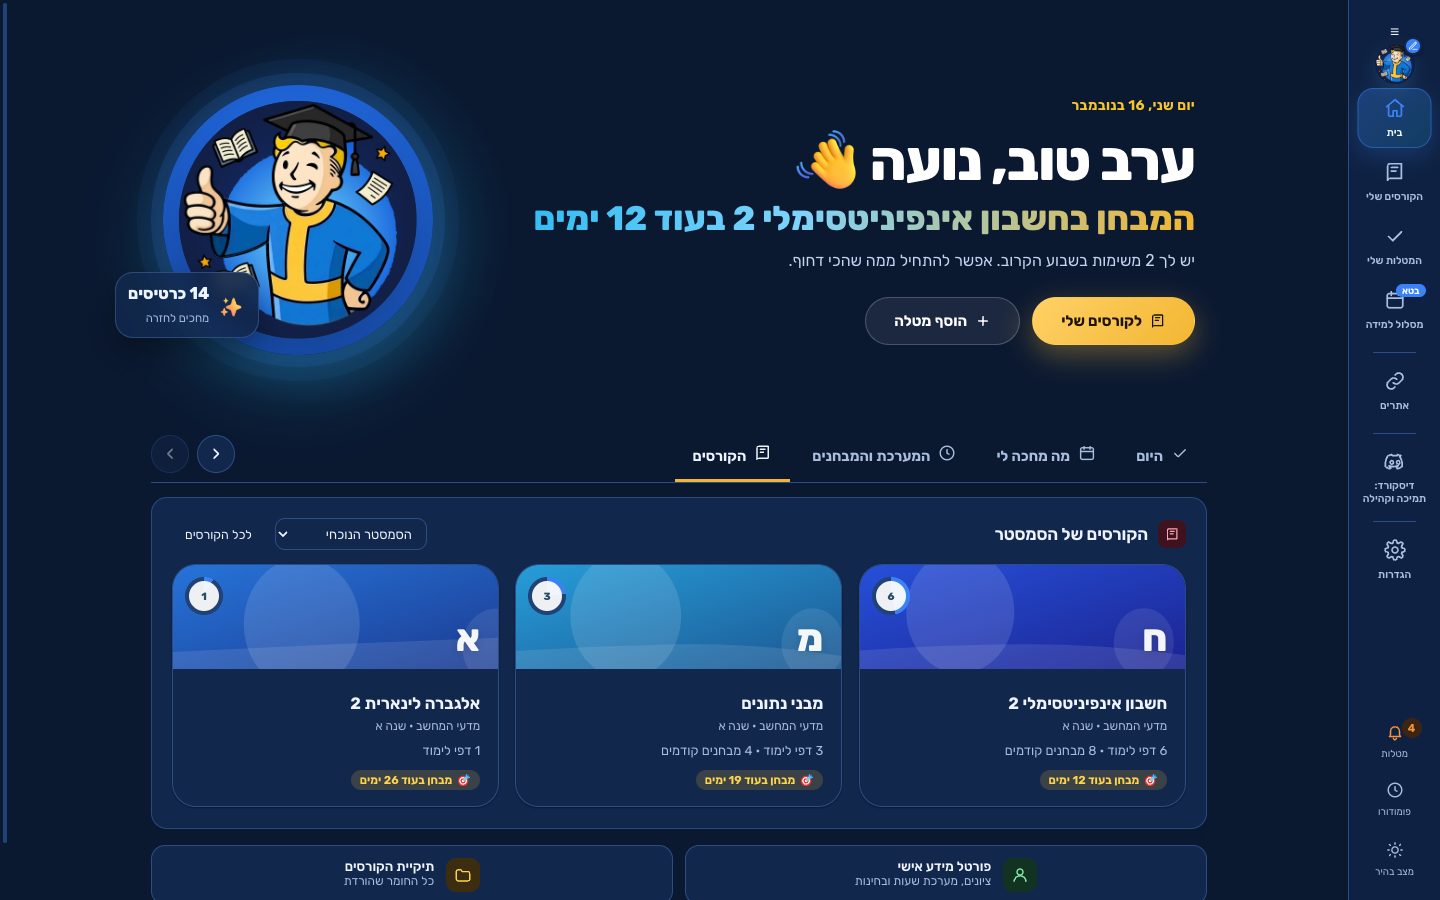 בית
הקורסים שלי
המטלות שלי
בטא
מסלול למידה
אתרים
דיסקורד:
תמיכה וקהילה
הגדרות
4
מטלות
פומודורו
מצב בהיר
יום שני, 16 בנובמבר
ערב טוב, נועה 👋
המבחן בחשבון אינפיניטסימלי 2 בעוד 12 ימים
יש לך 2 משימות בשבוע הקרוב. אפשר להתחיל ממה שהכי דחוף.
לקורסים שלי
הוסף מטלה
14 כרטיסים
מחכים לחזרה
היום
מה מחכה לי
המערכת והמבחנים
הקורסים
הקורסים של הסמסטר
הסמסטר הנוכחי
לכל הקורסים
6
ח
חשבון אינפיניטסימלי 2
מדעי המחשב • שנה א
6 דפי לימוד • 8 מבחנים קודמים
🎯 מבחן בעוד 12 ימים
3
מ
מבני נתונים
מדעי המחשב • שנה א
3 דפי לימוד • 4 מבחנים קודמים
🎯 מבחן בעוד 19 ימים
1
א
אלגברה לינארית 2
מדעי המחשב • שנה א
1 דפי לימוד
🎯 מבחן בעוד 26 ימים
פורטל מידע אישי
ציונים, מערכת שעות ובחינות
תיקיית הקורסים
כל החומר שהורדת